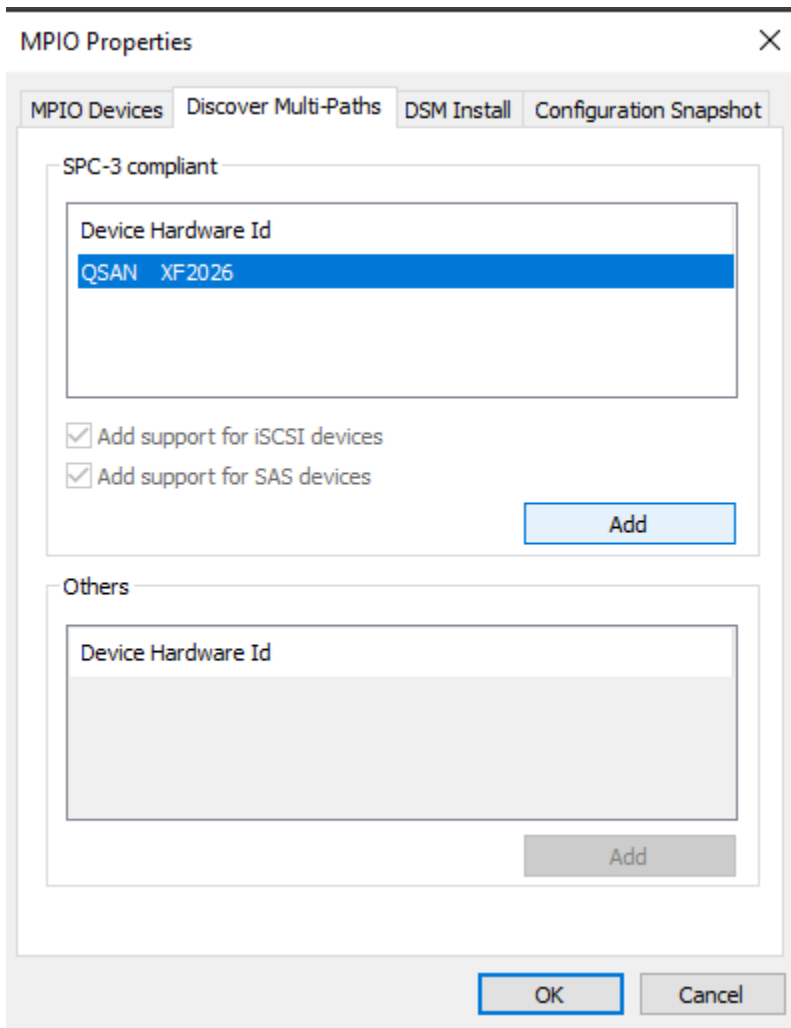 MPIO Properties
MPIO Devices Discover Multi-Paths DSM Install Configuration Snapshot
SPC-3 compliant
Device Hardware Id
QSAN    XF2026
Add support for iSCSI devices
Add support for SAS devices
Add
Others
Device Hardware Id
Add
OK Cancel